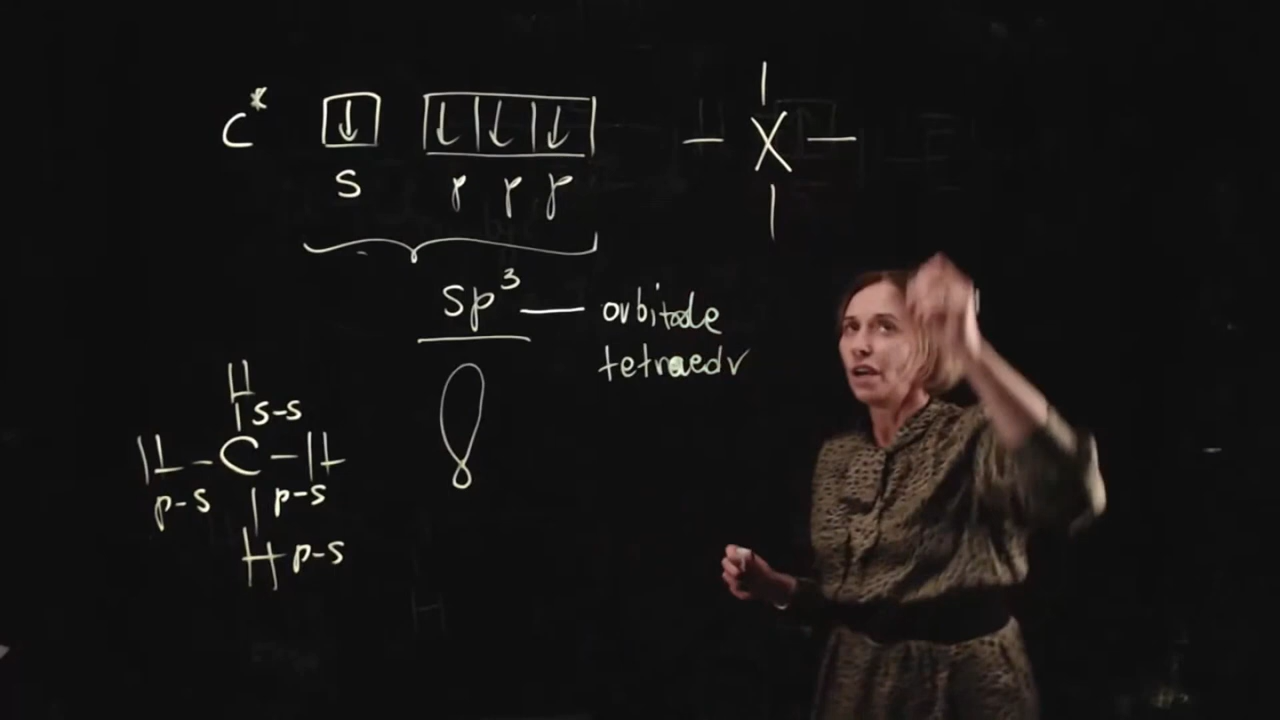 C* ↓ ↓ ↓ ↓
s p p p
– X –
sp³ — orbitale
tetraedr
H
s-s
H – C – H
p-s p-s
H p-s